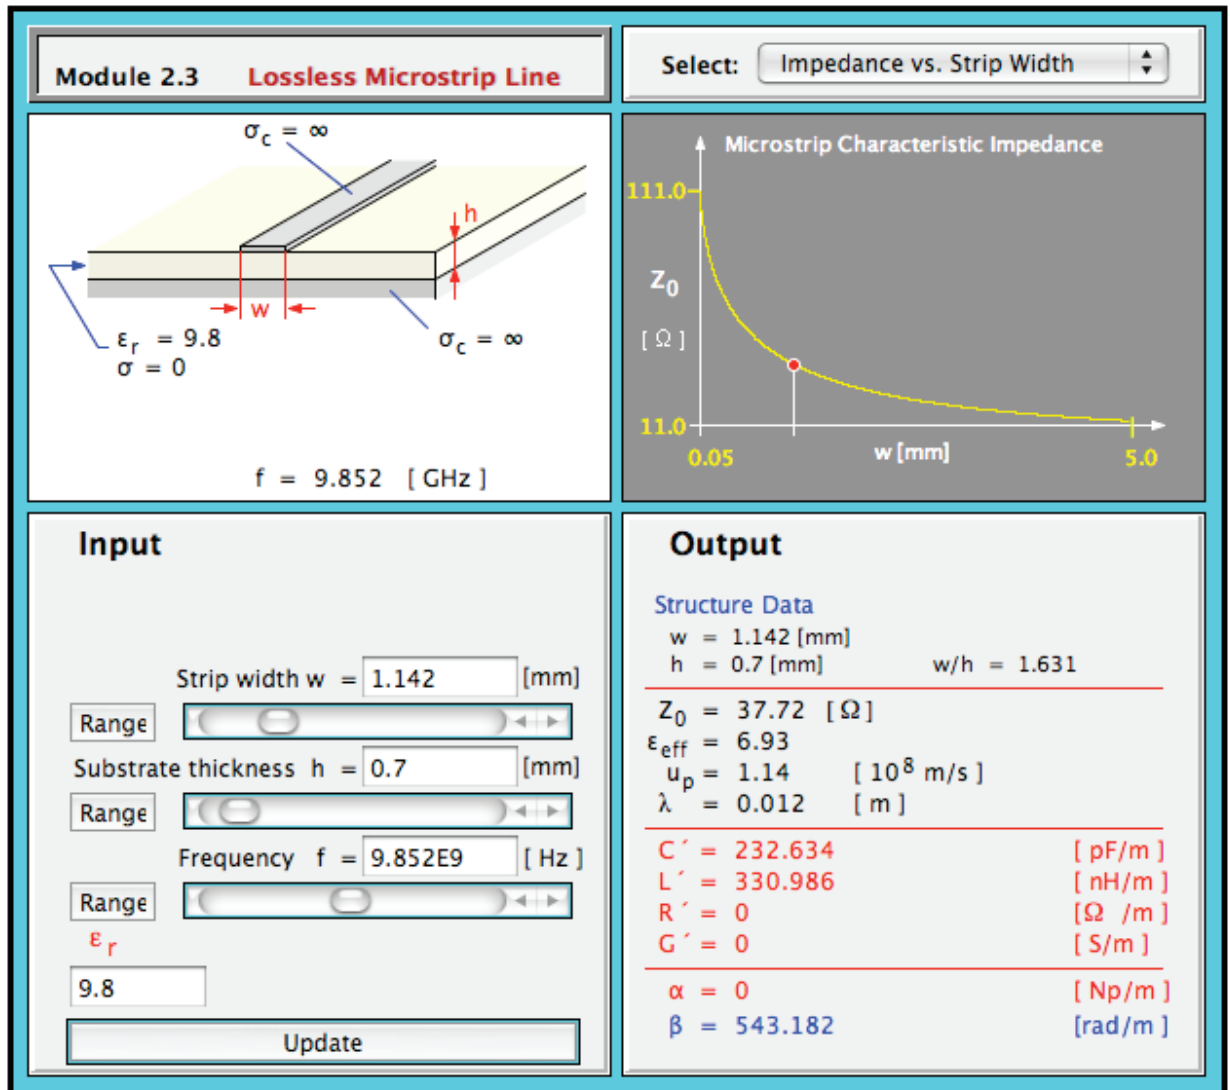 Module 2.3 Lossless Microstrip Line
Select: Impedance vs. Strip Width
σc = ∞
h
w
εr = 9.8
σ = 0
σc = ∞
f = 9.852 [ GHz ]
Microstrip Characteristic Impedance
111.0
Z0
[ Ω ]
11.0
0.05
w [mm]
5.0
Input
Strip width w = 1.142 [mm]
Range
Substrate thickness h = 0.7 [mm]
Range
Frequency f = 9.852E9 [ Hz ]
Range
εr
9.8
Update
Output
Structure Data
w = 1.142 [mm]
h = 0.7 [mm] w/h = 1.631
Z0 = 37.72 [ Ω ]
εeff = 6.93
up = 1.14 [ 10^8 m/s ]
λ = 0.012 [ m ]
C´ = 232.634 [ pF/m ]
L´ = 330.986 [ nH/m ]
R´ = 0 [Ω /m ]
G´ = 0 [ S/m ]
α = 0 [ Np/m ]
β = 543.182 [rad/m ]